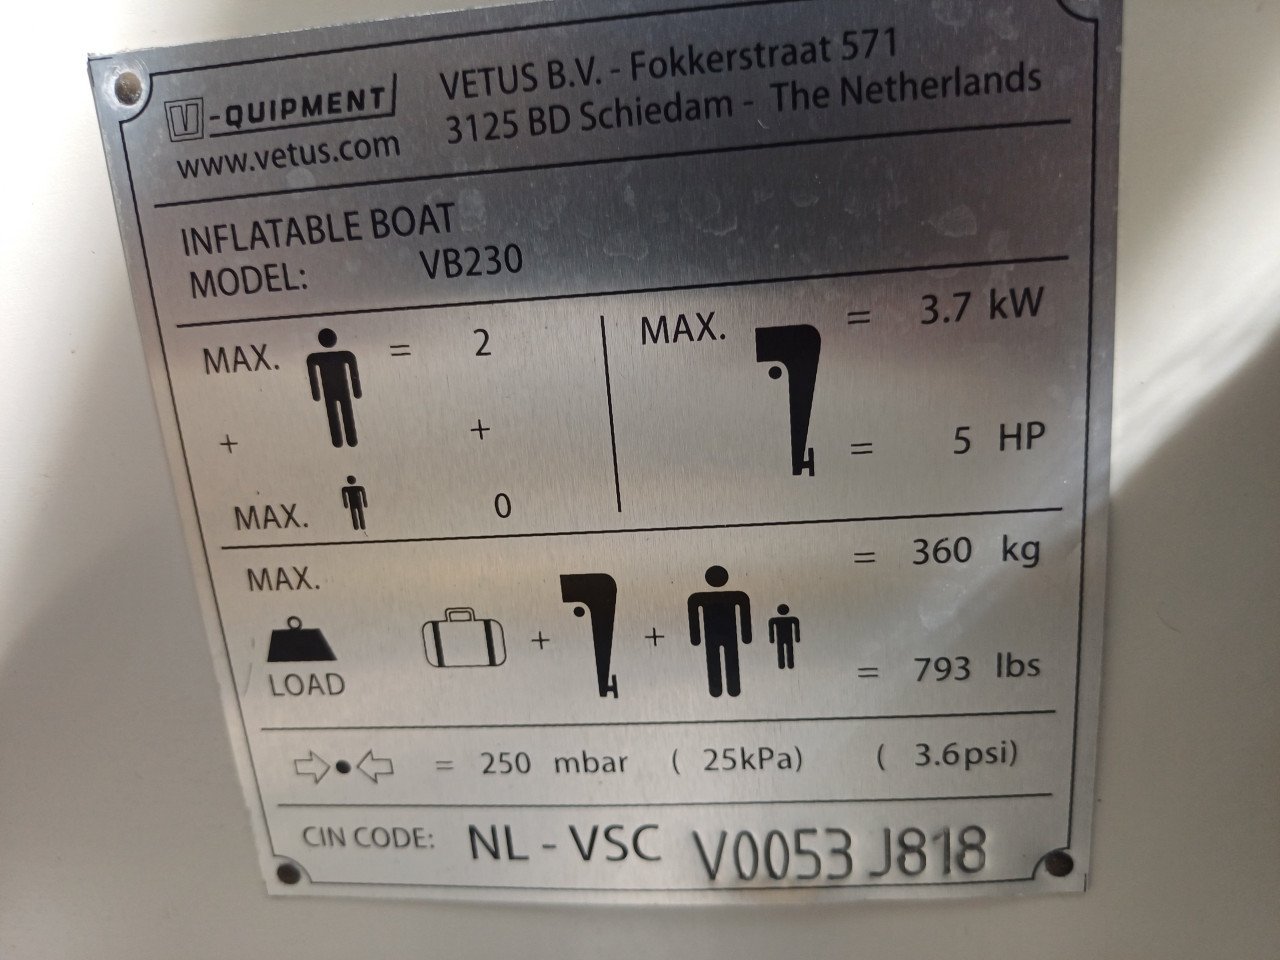 V-QUIPMENT
www.vetus.com
VETUS B.V. - Fokkerstraat 571
3125 BD Schiedam - The Netherlands
INFLATABLE BOAT
MODEL: VB230
MAX. = 2
+ +
MAX. 0
MAX. = 3.7 kW
= 5 HP
MAX.
LOAD
+ +
= 360 kg
= 793 lbs
= 250 mbar ( 25kPa) ( 3.6psi)
CIN CODE: NL - VSC V0053 J818